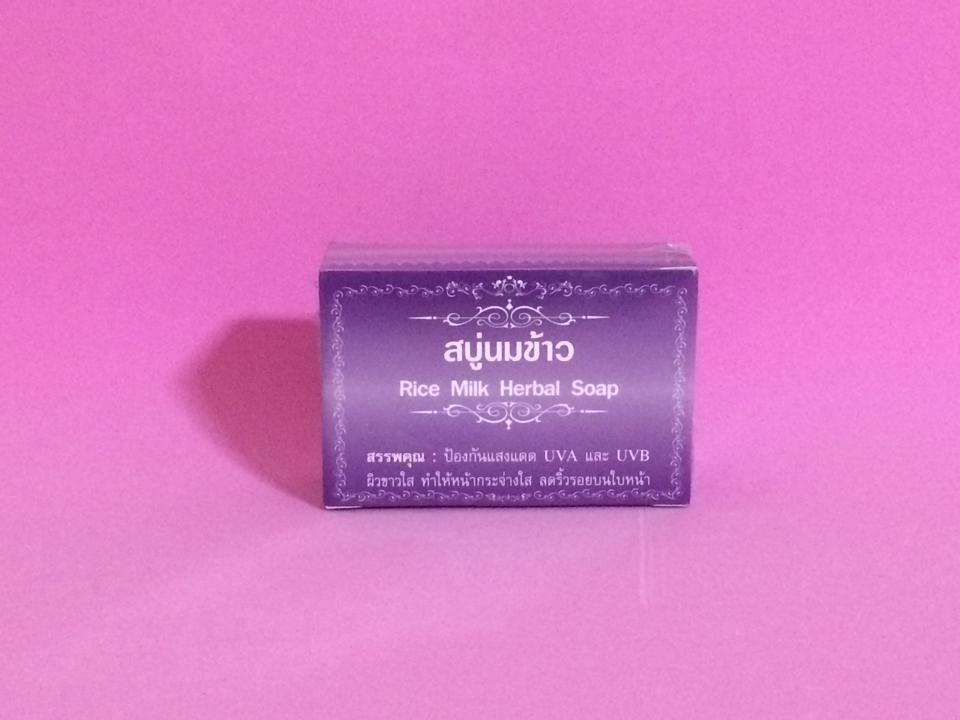 สบู่นมข้าว
Rice Milk Herbal Soap
สรรพคุณ : ป้องกันแสงแดด UVA และ UVB
ผิวขาวใส ทำให้หน้ากระจ่างใส ลดริ้วรอยบนใบหน้า